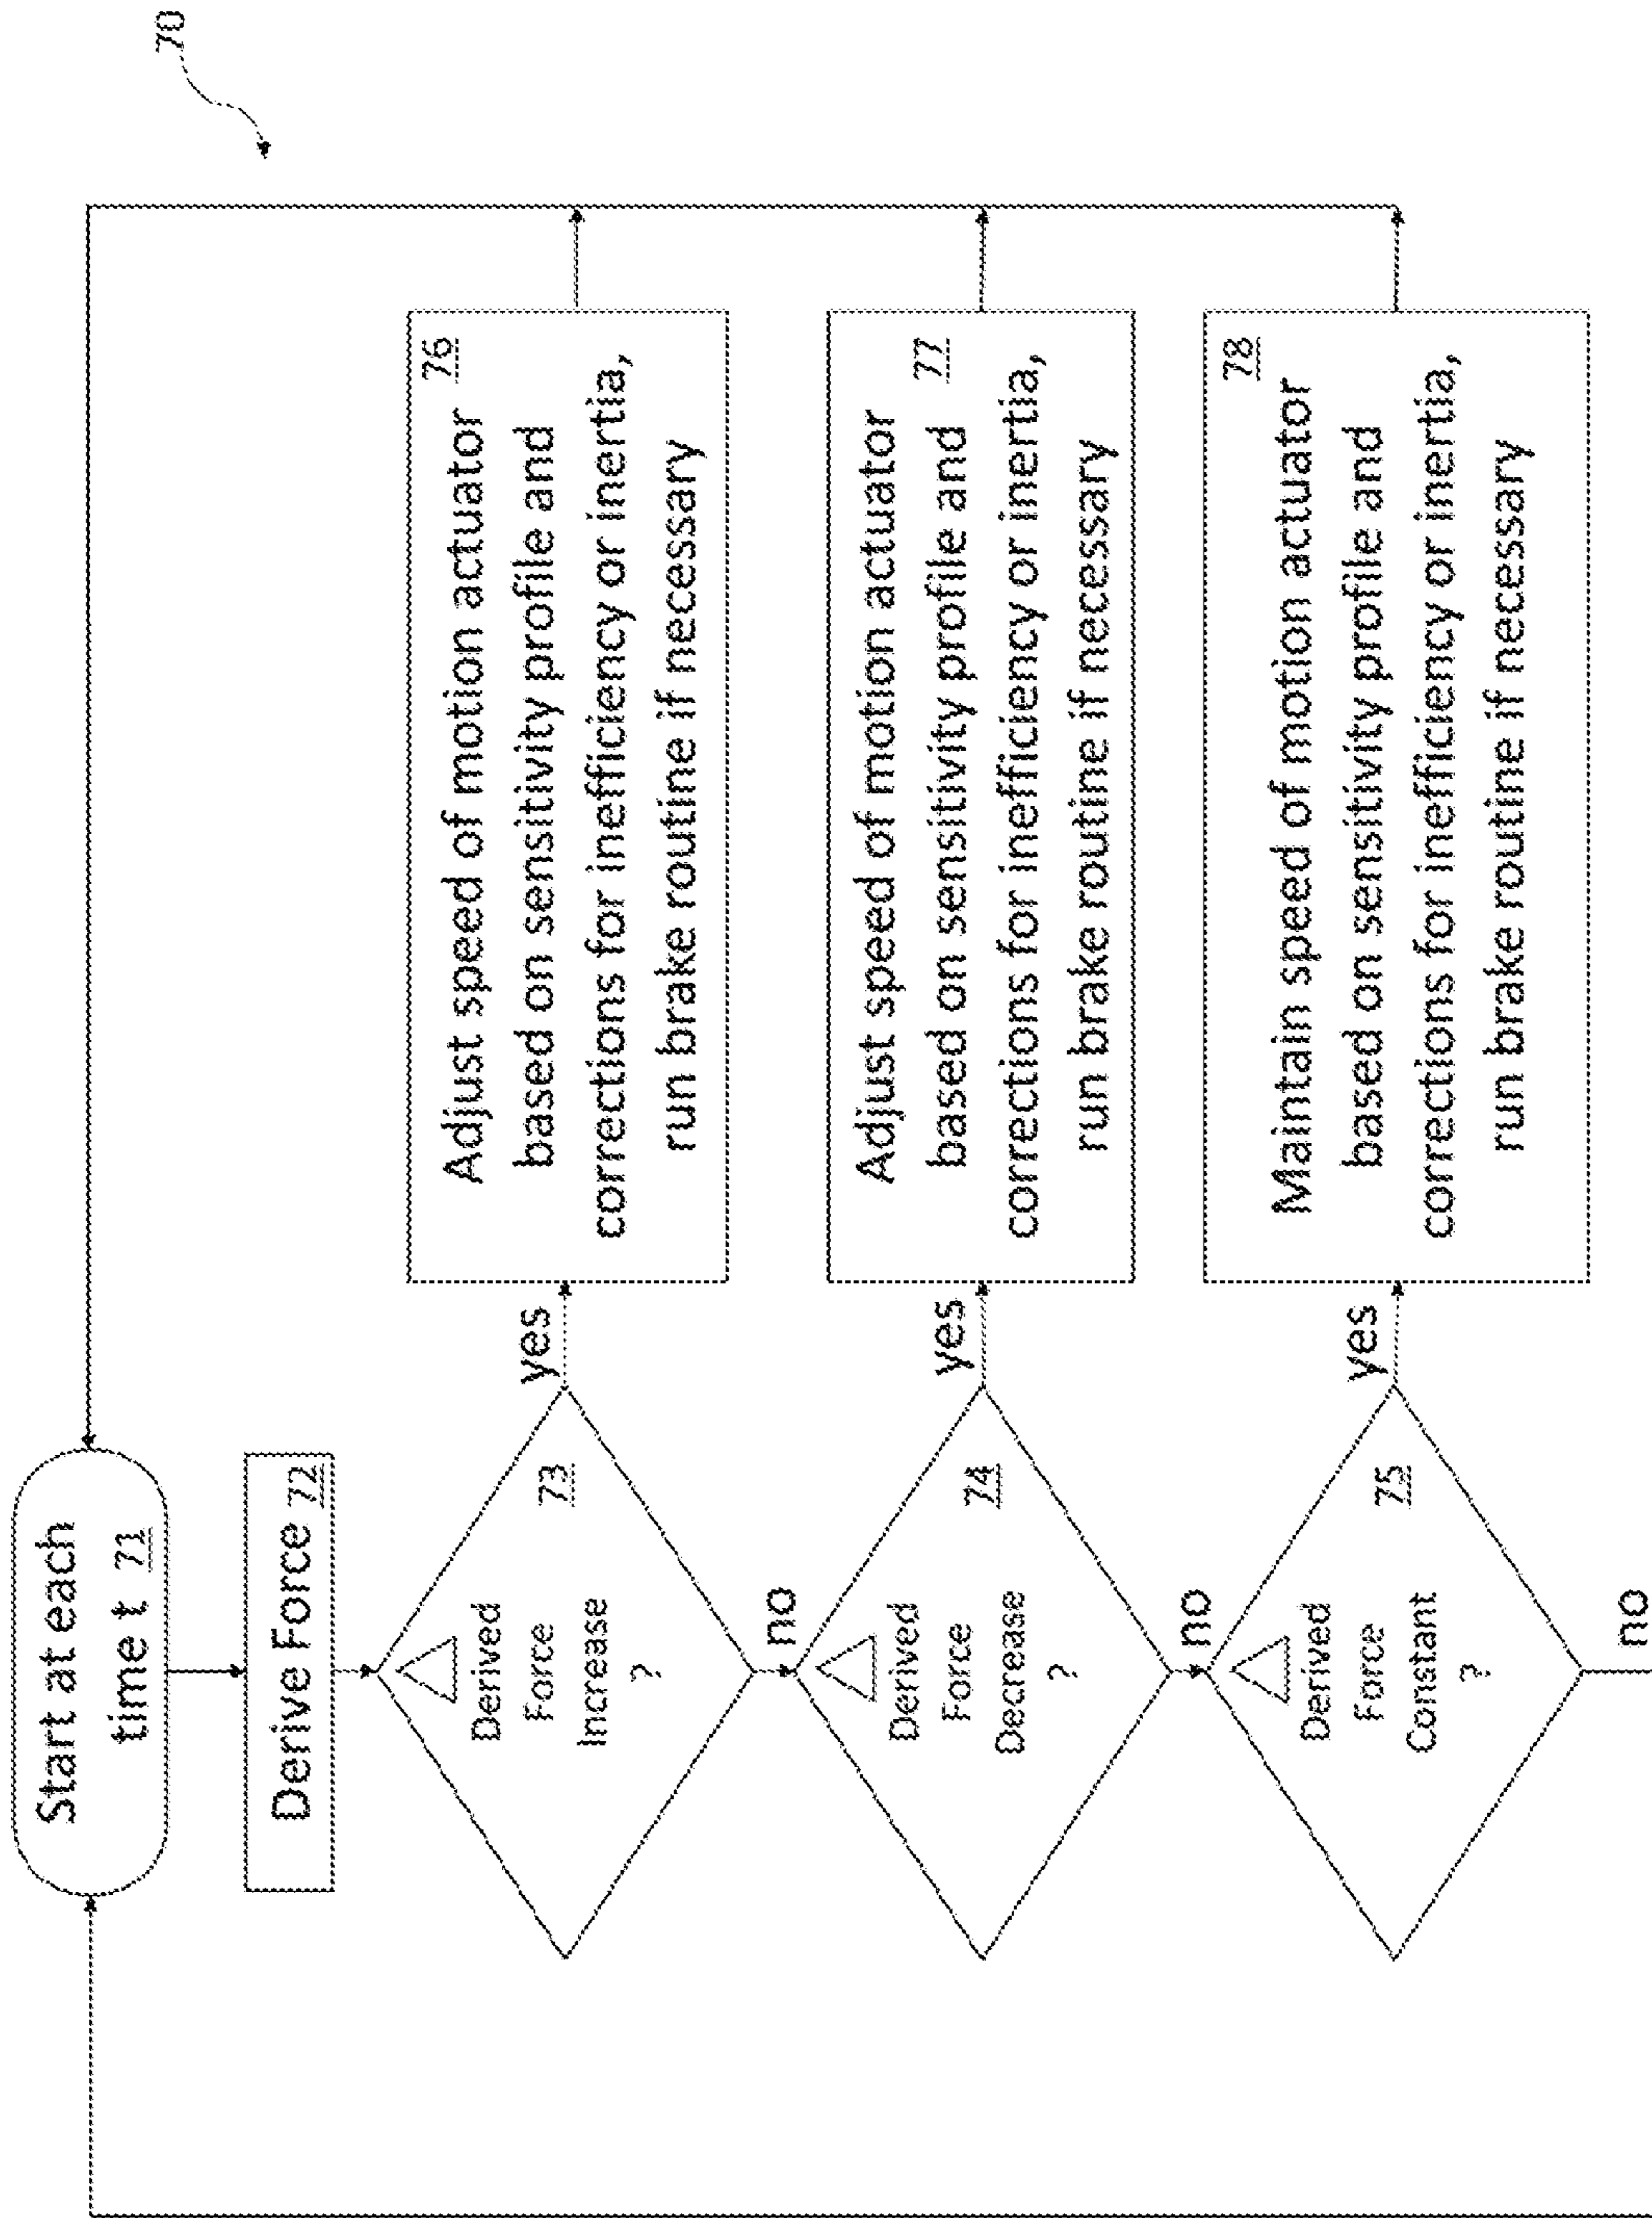 70
Start at each
time t 71
Derive Force 72
△
Derived
Force
Increase
?
73
yes
76
Adjust speed of motion actuator
based on sensitivity profile and
corrections for inefficiency or inertia,
run brake routine if necessary
no
△
Derived
Force
Decrease
?
74
yes
Adjust speed of motion actuator
77
based on sensitivity profile and
corrections for inefficiency or inertia,
run brake routine if necessary
no
△
Derived
Force
Constant
?
75
yes
78
Maintain speed of motion actuator
based on sensitivity profile and
corrections for inefficiency or inertia,
run brake routine if necessary
no